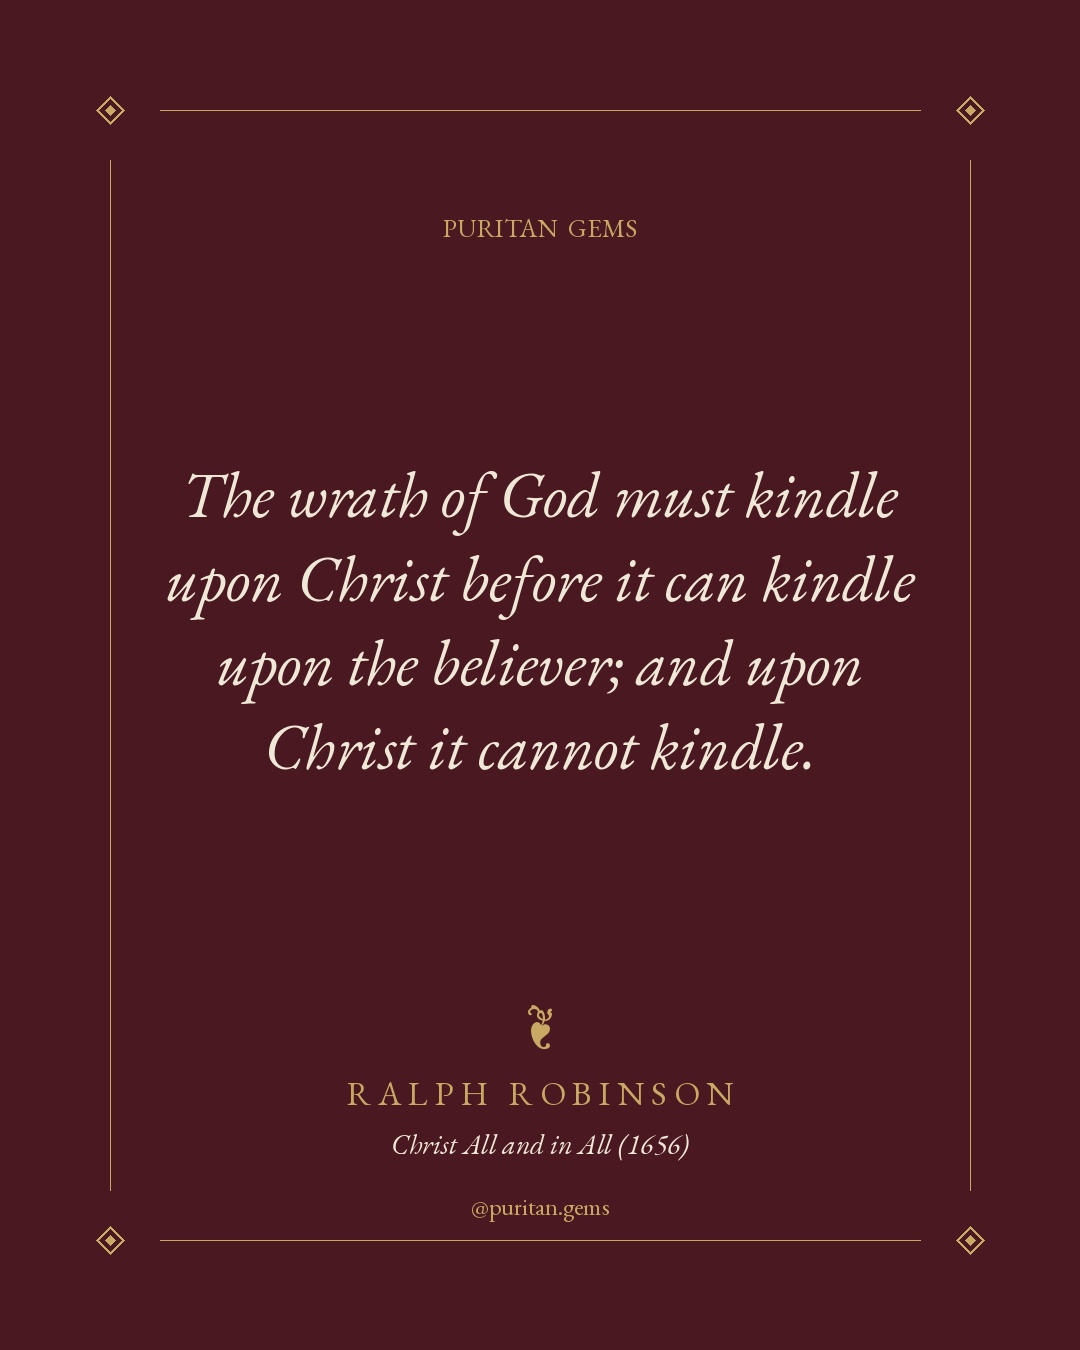 PURITAN GEMS
The wrath of God must kindle
upon Christ before it can kindle
upon the believer; and upon
Christ it cannot kindle.
RALPH ROBINSON
Christ All and in All (1656)
@puritan.gems